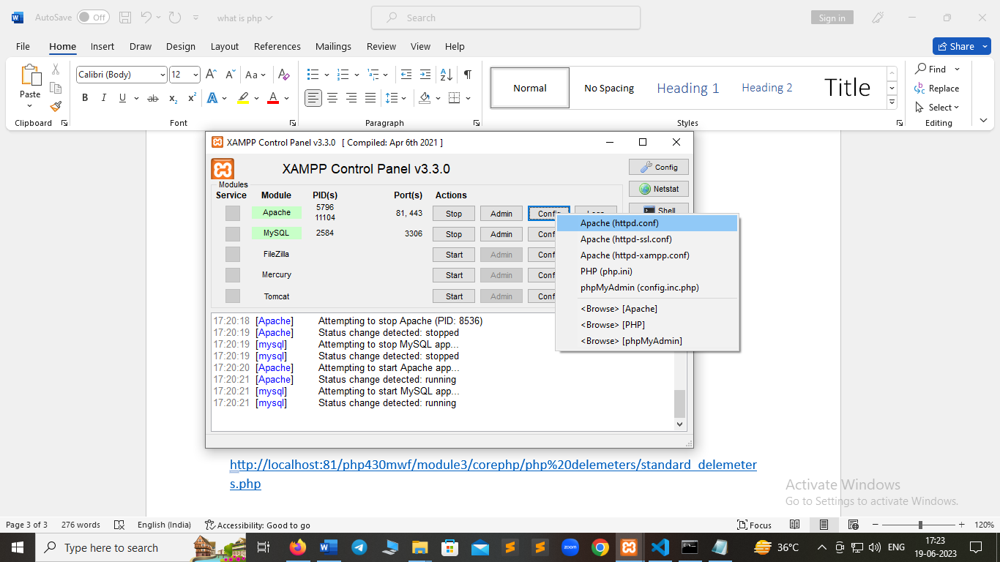 AutoSave Off what is php Search Sign in
File Home Insert Draw Design Layout References Mailings Review View Help Share
Paste Calibri (Body) 12 Aa Normal No Spacing Heading 1 Heading 2 Title Find
Replace
Select
Clipboard Font Paragraph Styles Editing
XAMPP Control Panel v3.3.0 [ Compiled: Apr 6th 2021 ]
XAMPP Control Panel v3.3.0 Config
Modules
Netstat
Service Module PID(s) Port(s) Actions
Shell
Apache 5796 11104 81, 443 Stop Admin Config Logs
MySQL 2584 3306 Stop Admin Conf
FileZilla Start Admin Conf
Mercury Start Admin Conf
Tomcat Start Admin Conf
Apache (httpd.conf)
Apache (httpd-ssl.conf)
Apache (httpd-xampp.conf)
PHP (php.ini)
phpMyAdmin (config.inc.php)
<Browse> [Apache]
<Browse> [PHP]
<Browse> [phpMyAdmin]
17:20:18 [Apache] Attempting to stop Apache (PID: 8536)
17:20:19 [Apache] Status change detected: stopped
17:20:19 [mysql] Attempting to stop MySQL app...
17:20:19 [mysql] Status change detected: stopped
17:20:20 [Apache] Attempting to start Apache app...
17:20:21 [Apache] Status change detected: running
17:20:21 [mysql] Attempting to start MySQL app...
17:20:21 [mysql] Status change detected: running
http://localhost:81/php430mwf/module3/corephp/php%20delemeters/standard_delemeter
s.php
Activate Windows
Go to Settings to activate Windows.
Page 3 of 3 276 words English (India) Accessibility: Good to go Focus 120%
Type here to search zoom 36°C ENG 17:23
19-06-2023